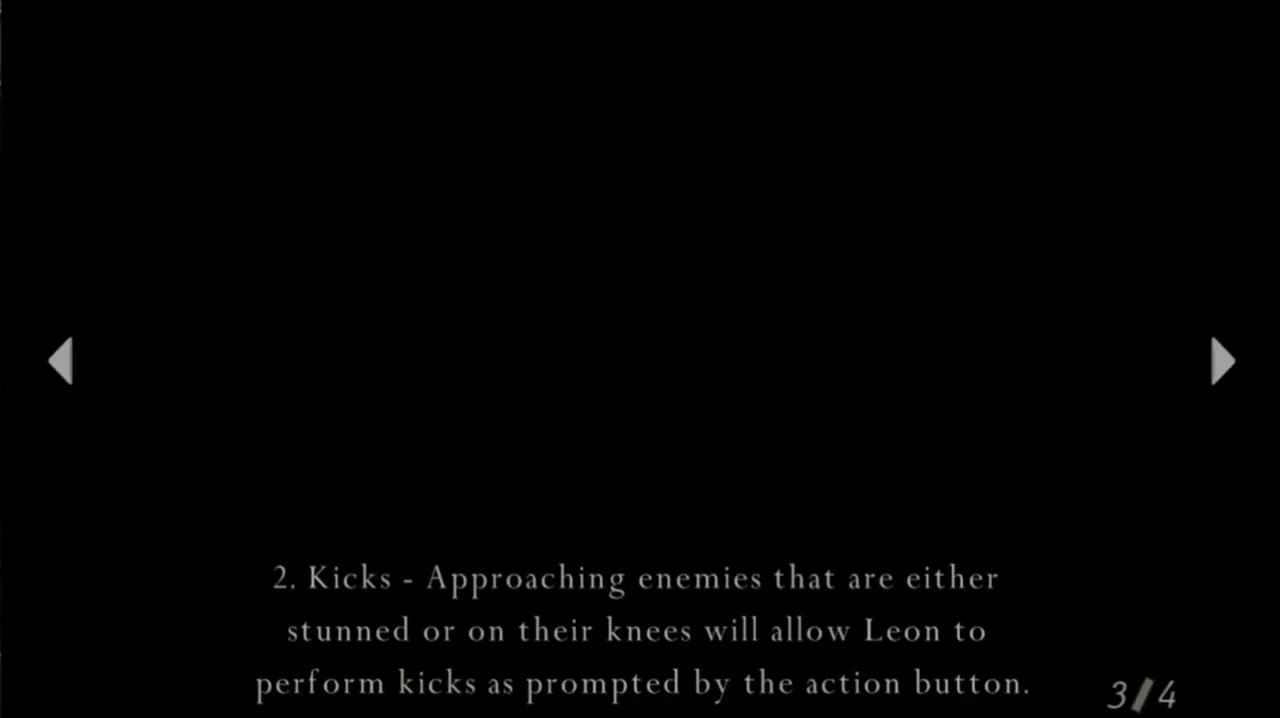 2. Kicks - Approaching enemies that are either
stunned or on their knees will allow Leon to
perform kicks as prompted by the action button.
3/4